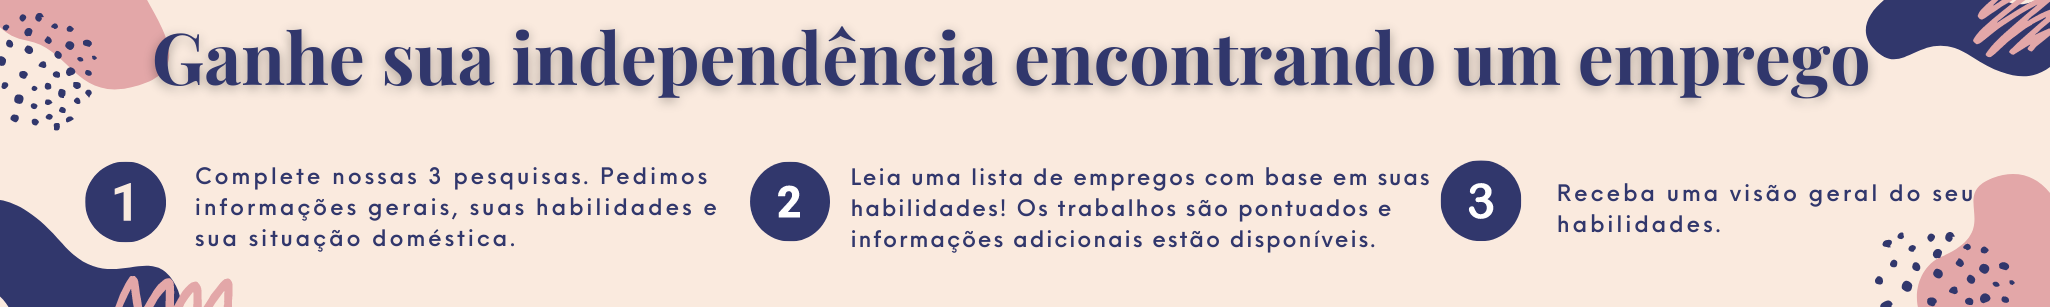 Ganhe sua independência encontrando um emprego
1
Complete nossas 3 pesquisas. Pedimos
informações gerais, suas habilidades e
sua situação doméstica.
2
Leia uma lista de empregos com base em suas
habilidades! Os trabalhos são pontuados e
informações adicionais estão disponíveis.
3
Receba uma visão geral do seu
habilidades.